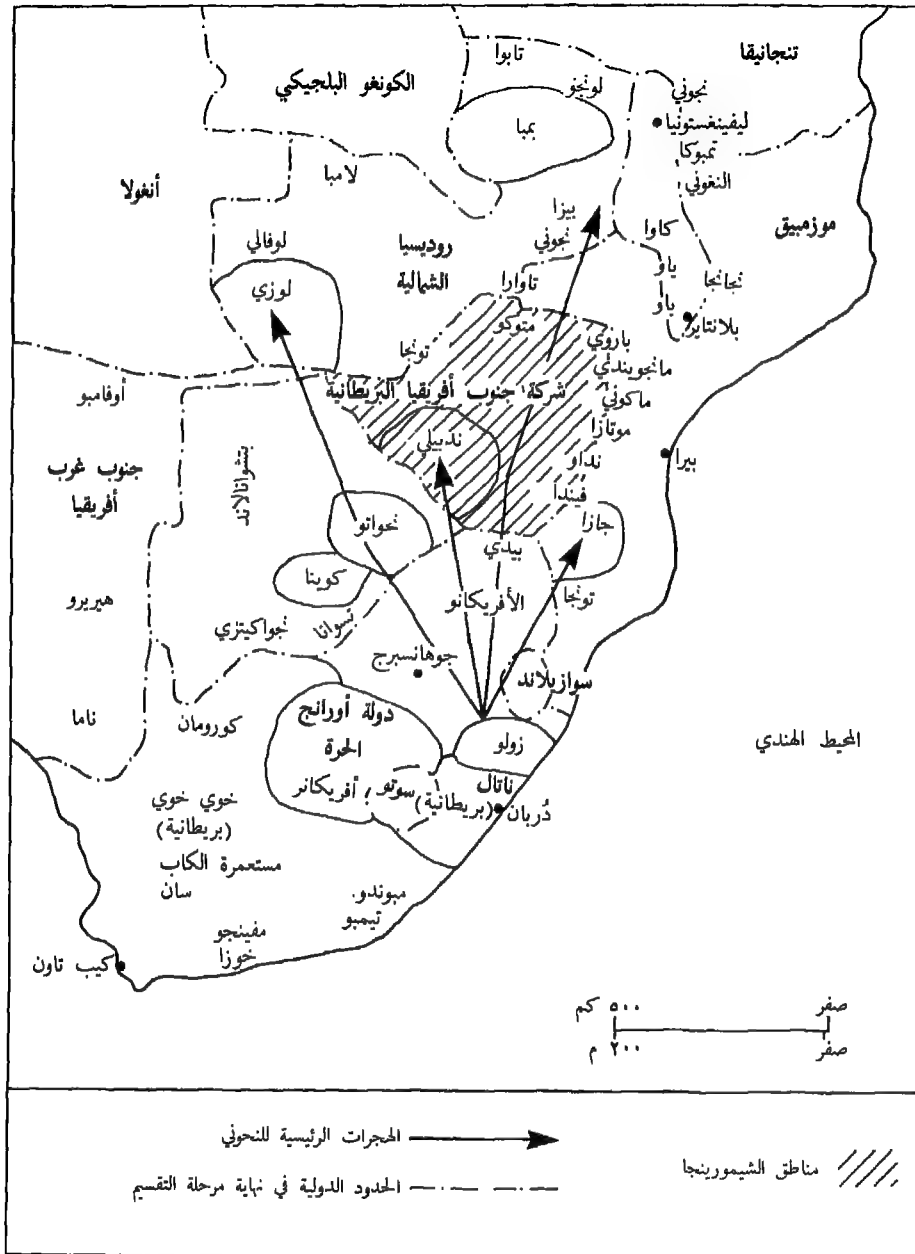 تنجانيقا
تابوا
الكونغو البلجيكي
لونجو
نجوني
ليفينغستونيا
بمبا
تمبوكا
النغوني
لامبا
أنغولا
موزمبيق
بيزا
نجوني
كاوا
لوفالي
روديسيا
الشمالية
لوزي
تاوارا
ياو
ياو
نجانجا
بلانتاير
متوكو
باروي
تونجا
مانجويندي
شركة جنوب أفريقيا البريطانية
ماكوني
أوفامبو
موتازا
ندبيلي
نداو
بيرا
جنوب غرب
أفريقيا
بتشوانالاند
فيندا
جازا
نخواتو
بيدي
كوينا
الأفريكانو
تونجا
هيريرو
نجواكيتزي
تسوانا
جوهانسبرج
سوازيلاند
ناما
كورومان
دولة أورانج
الحرة
أفريكانر
زولو
المحيط الهندي
ناتال
(بريطانية)
سوتو
دُربان
خوي خوي
(بريطانية)
مستعمرة الكاب
سان
مبوندو.
تيمبو
مفينجو
خوزا
كيب تاون
صفر ٥٠٠ كم
صفر ٢٠٠ م
الهجرات الرئيسية للنحوني
مناطق الشيمورينجا
الحدود الدولية في نهاية مرحلة التقسيم